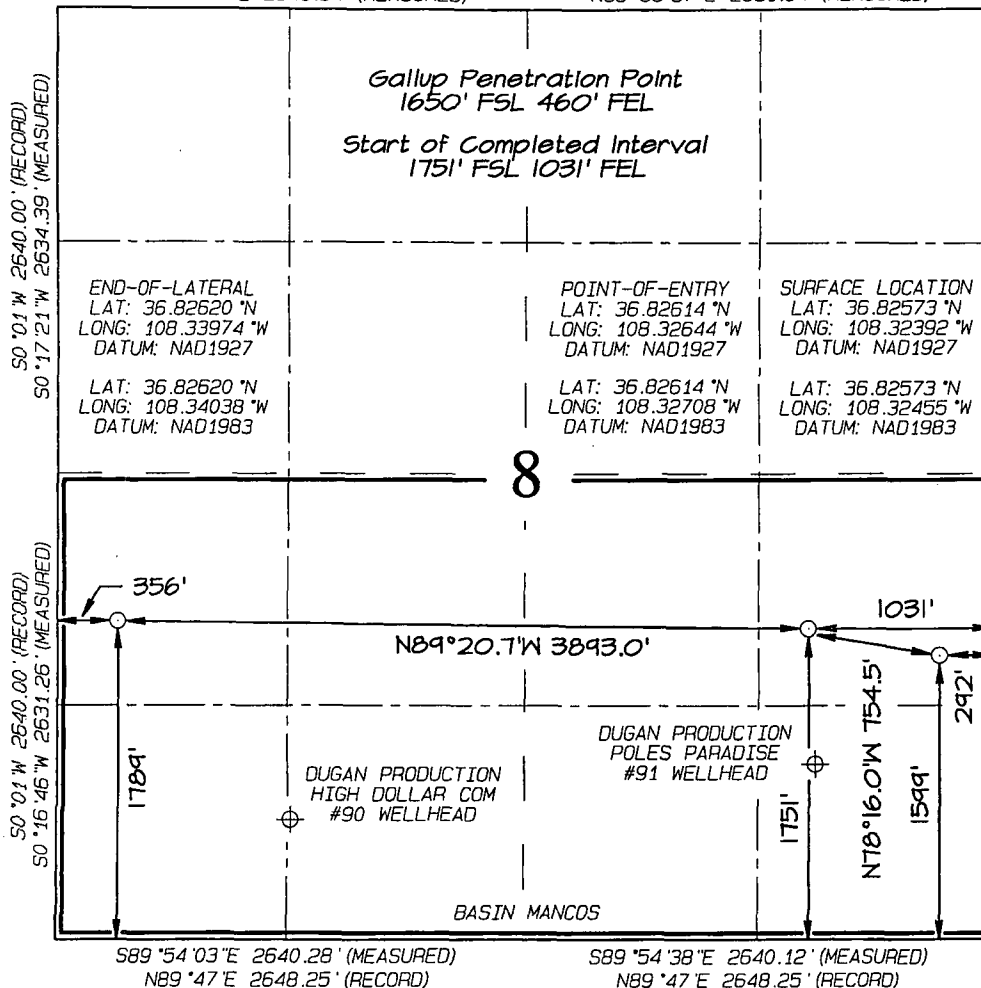 Gallup Penetration Point
1650' FSL 460' FEL
Start of Completed Interval
1751' FSL 1031' FEL
S0°01'W 2640.00' (RECORD)
S0°17'21"W 2634.39' (MEASURED)
END-OF-LATERAL
LAT: 36.82620 °N
LONG: 108.33974 °W
DATUM: NAD1927
LAT: 36.82620 °N
LONG: 108.34038 °W
DATUM: NAD1983
POINT-OF-ENTRY
LAT: 36.82614 °N
LONG: 108.32644 °W
DATUM: NAD1927
LAT: 36.82614 °N
LONG: 108.32708 °W
DATUM: NAD1983
SURFACE LOCATION
LAT: 36.82573 °N
LONG: 108.32392 °W
DATUM: NAD1927
LAT: 36.82573 °N
LONG: 108.32455 °W
DATUM: NAD1983
8
S0°01'W 2640.00' (RECORD)
S0°16'46"W 2631.26' (MEASURED)
356'
1031'
N89°20.7'W 3893.0'
292'
N78°16.0'W 754.5'
1789'
1751'
1599'
DUGAN PRODUCTION
HIGH DOLLAR COM
#90 WELLHEAD
DUGAN PRODUCTION
POLES PARADISE
#91 WELLHEAD
BASIN MANCOS
S89°54'03"E 2640.28' (MEASURED)
N89°47'E 2648.25' (RECORD)
S89°54'38"E 2640.12' (MEASURED)
N89°47'E 2648.25' (RECORD)